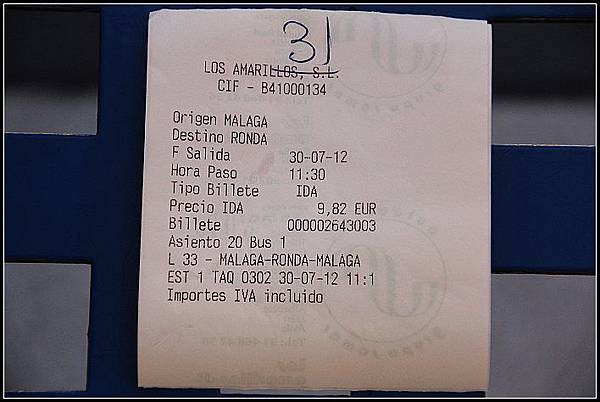 31
LOS AMARILLOS, S.L.
CIF - B41000134
Origen MALAGA
Destino RONDA
F Salida 30-07-12
Hora Paso 11:30
Tipo Billete IDA
Precio IDA 9,82 EUR
Billete 000002643003
Asiento 20 Bus 1
L 33 - MALAGA-RONDA-MALAGA
EST 1 TAQ 0302 30-07-12 11:1
Importes IVA incluido